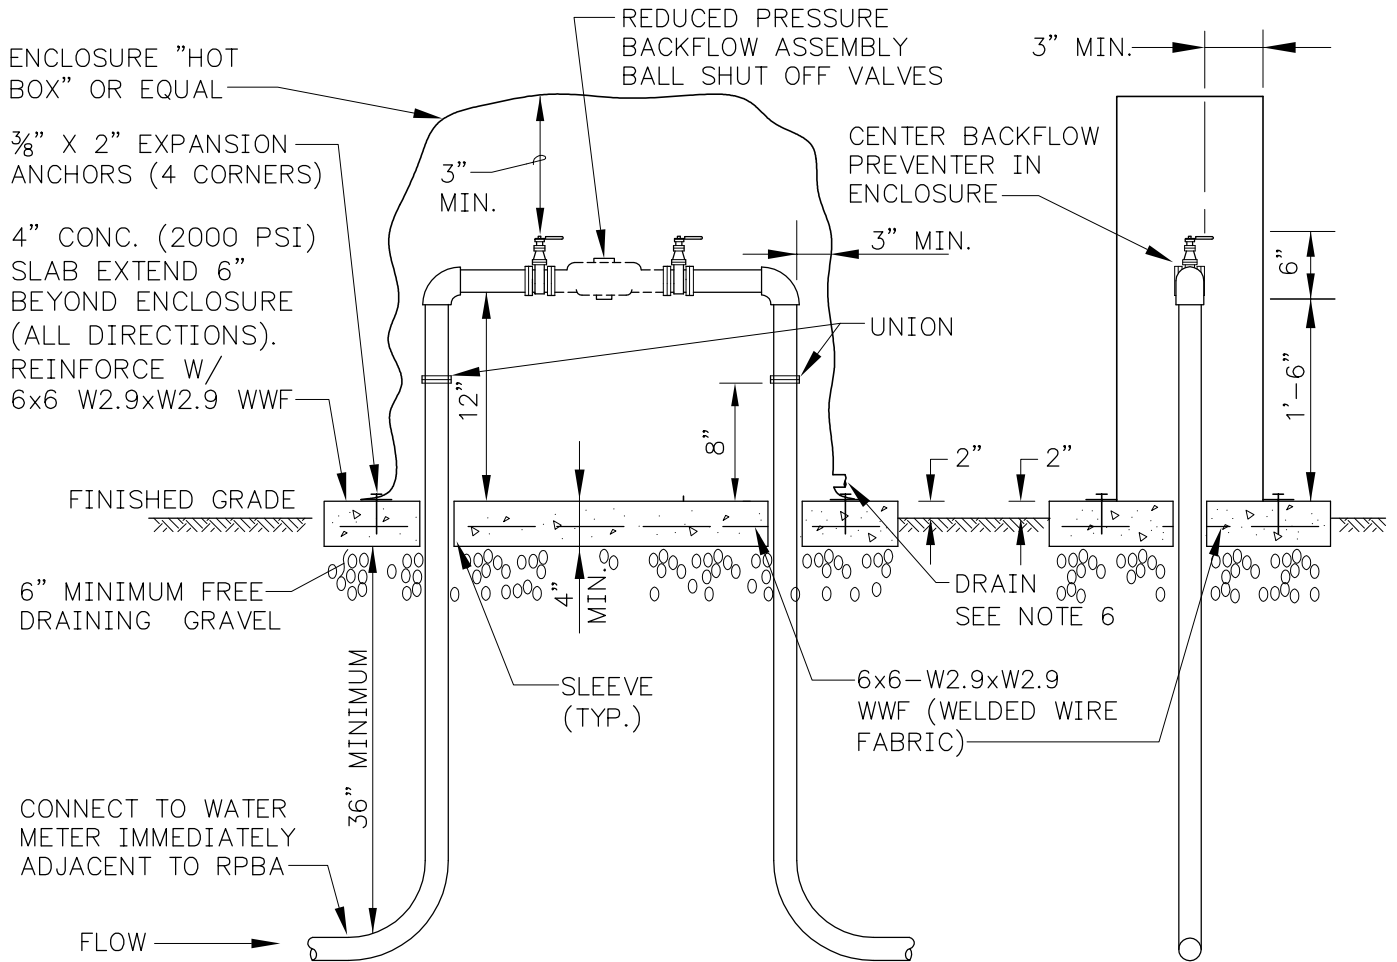 REDUCED PRESSURE
BACKFLOW ASSEMBLY
BALL SHUT OFF VALVES
ENCLOSURE "HOT
BOX" OR EQUAL
⅜" X 2" EXPANSION
ANCHORS (4 CORNERS)
4" CONC. (2000 PSI)
SLAB EXTEND 6"
BEYOND ENCLOSURE
(ALL DIRECTIONS).
REINFORCE W/
6x6 W2.9xW2.9 WWF
3"
MIN.
3" MIN.
CENTER BACKFLOW
PREVENTER IN
ENCLOSURE
3" MIN.
6"
1'-6"
UNION
12"
8"
2"
2"
FINISHED GRADE
6" MINIMUM FREE
DRAINING GRAVEL
4"
MIN.
DRAIN
SEE NOTE 6
36" MINIMUM
SLEEVE
(TYP.)
6x6-W2.9xW2.9
WWF (WELDED WIRE
FABRIC)
CONNECT TO WATER
METER IMMEDIATELY
ADJACENT TO RPBA
FLOW